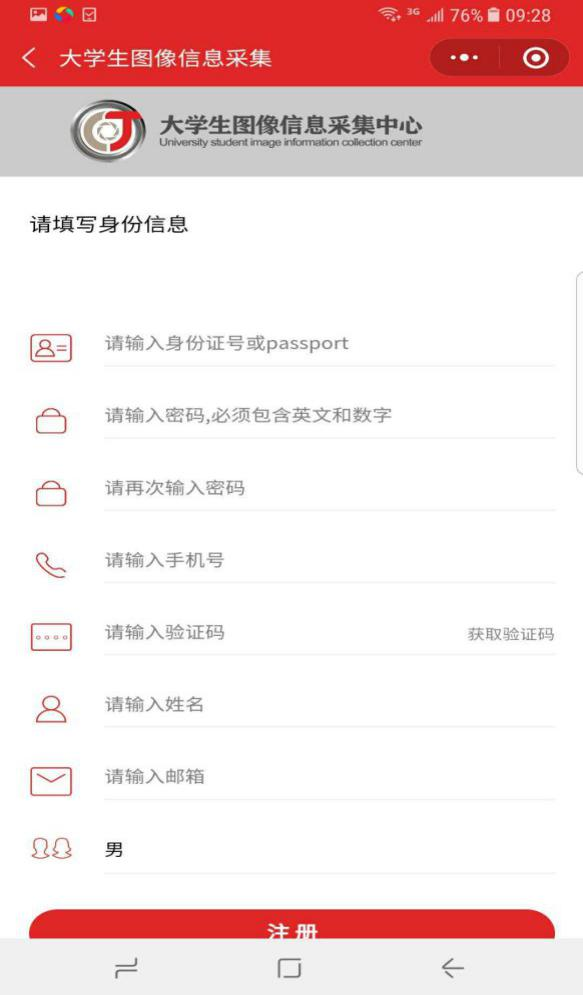 3G 76% 09:28
大学生图像信息采集
大学生图像信息采集中心
University student image information collection center
请填写身份信息
请输入身份证号或passport
请输入密码,必须包含英文和数字
请再次输入密码
请输入手机号
请输入验证码 获取验证码
请输入姓名
请输入邮箱
男
注册